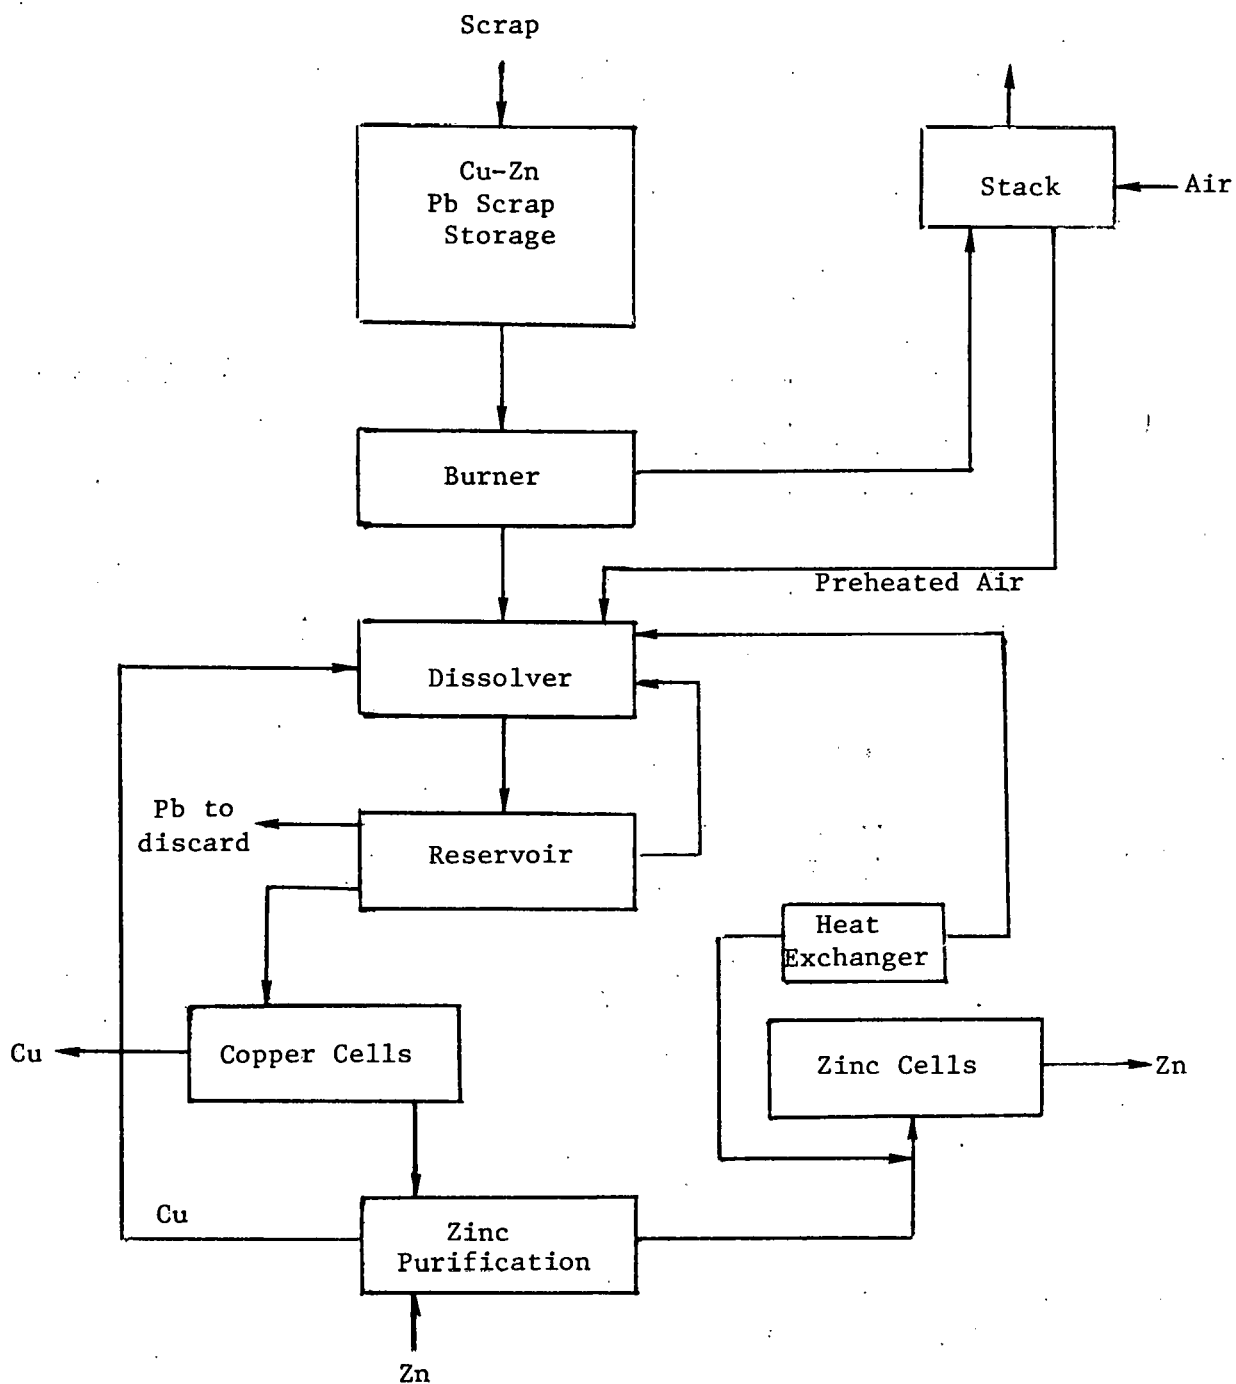 Scrap
Cu-Zn
Pb Scrap
Storage
Stack
Air
Burner
Preheated Air
Dissolver
Pb to
discard
Reservoir
Heat
Exchanger
Cu
Copper Cells
Zinc Cells
Zn
Cu
Zinc
Purification
Zn